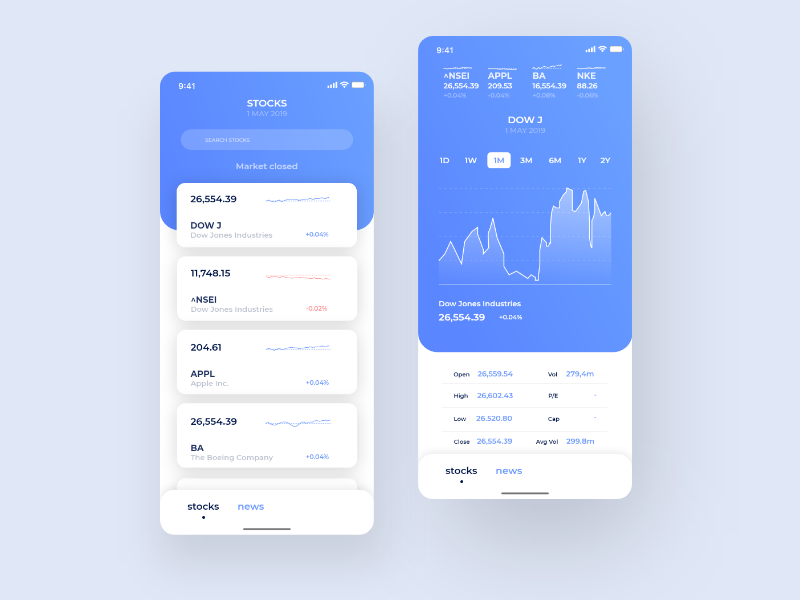 9:41
STOCKS
1 MAY 2019
SEARCH STOCKS
Market closed
26,554.39
DOW J
Dow Jones Industries
+0.04%
11,748.15
^NSEI
Dow Jones Industries
-0.02%
204.61
APPL
Apple Inc.
+0.04%
26,554.39
BA
The Boeing Company
+0.04%
stocks news
9:41
^NSEI APPL BA NKE
26,554.39 209.53 16,554.39 88.26
+0.04% -0.04% +0.08% -0.08%
DOW J
1 MAY 2019
1D 1W 1M 3M 6M 1Y 2Y
Dow Jones Industries
26,554.39 +0.04%
Open 26,559.54 Vol 279,4m
High 26,602.43 P/E -
Low 26.520.80 Cap -
Close 26,554.39 Avg Vol 299.8m
stocks news